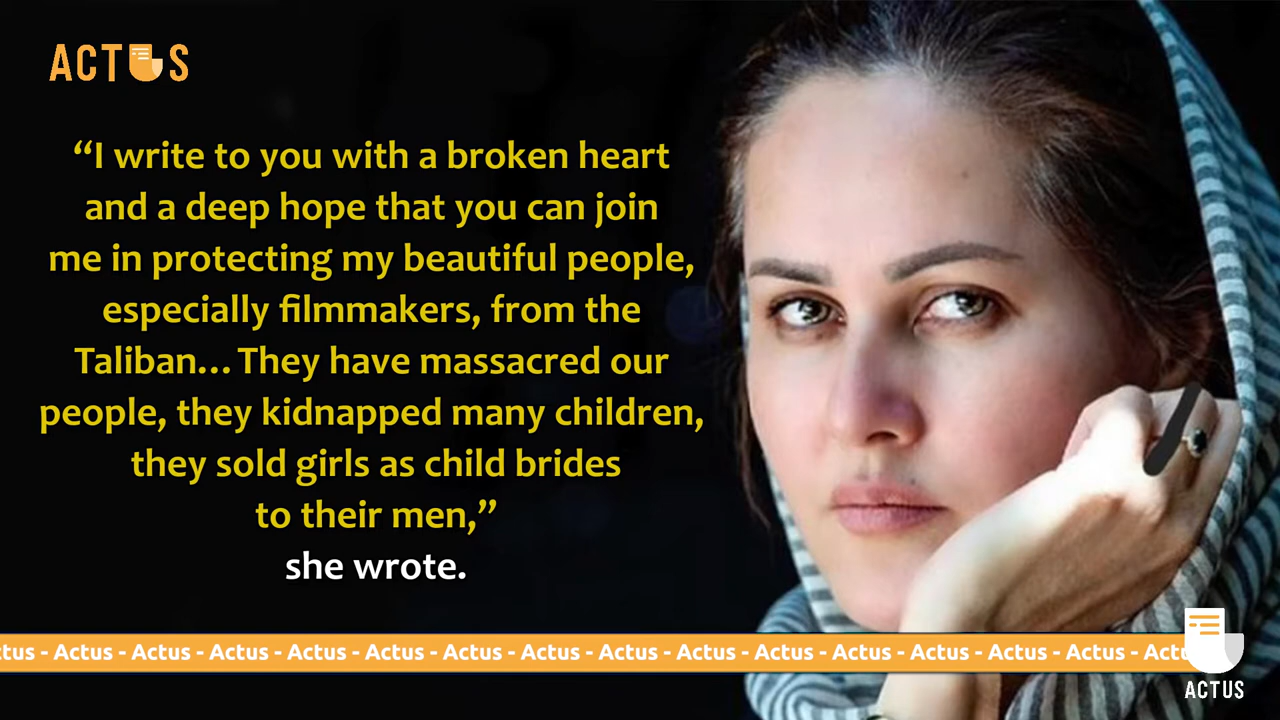 ACTUS
“I write to you with a broken heart
and a deep hope that you can join
me in protecting my beautiful people,
especially filmmakers, from the
Taliban... They have massacred our
people, they kidnapped many children,
they sold girls as child brides
to their men,”
she wrote.
ctus - Actus - Actus - Actus - Actus - Actus - Actus - Actus - Actus - Actus - Actus - Actus - Actus - Actus - Actus - Actu
ACTUS